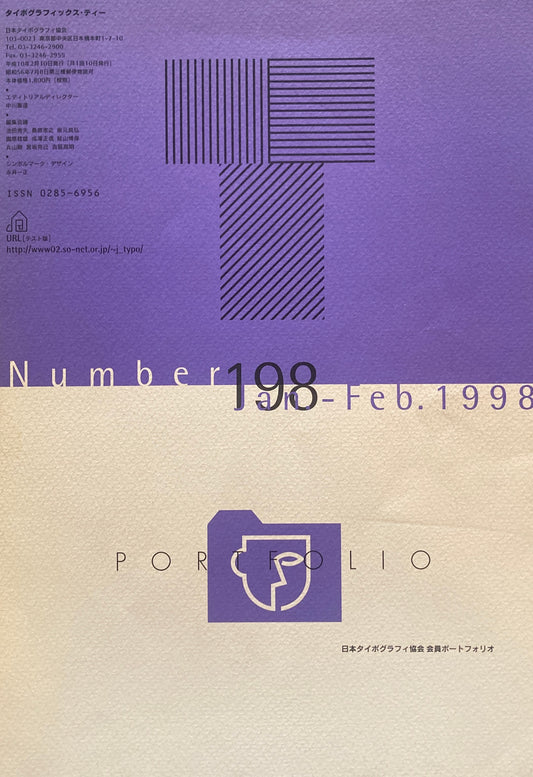 タイポグラフィックス・ティー
日本タイポグラフィ協会
103-0023 東京都中央区日本橋本町1-7-10
Tel. 03-3246-2900
Fax. 03-3246-2955
平成10年2月10日発行(月1回10日発行)
昭和56年7月8日第三種郵便物認可
本体価格1,800円(税別)
エディトリアルディレクター
編集協議
シンボルマーク・デザイン
永井一正
ISSN 0285-6956
URL[テスト版]
http://www02.so-net.or.jp/~j_typo/
Number 198
Jan-Feb. 1998
PORTFOLIO
日本タイポグラフィ協会 会員ポートフォリオ